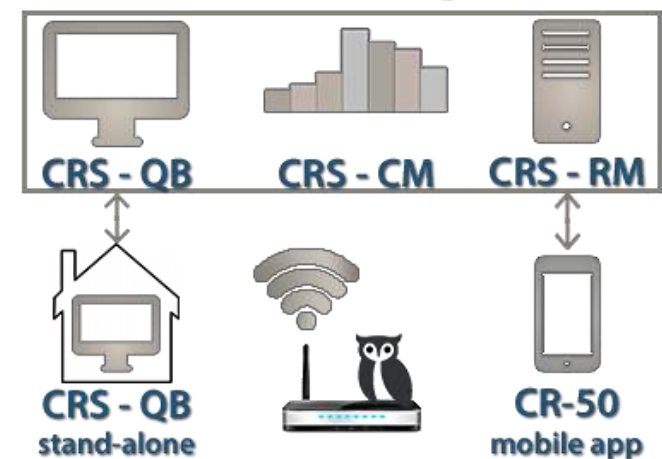 CRS - QB CRS - CM CRS - RM
CRS - QB CR-50
stand-alone mobile app